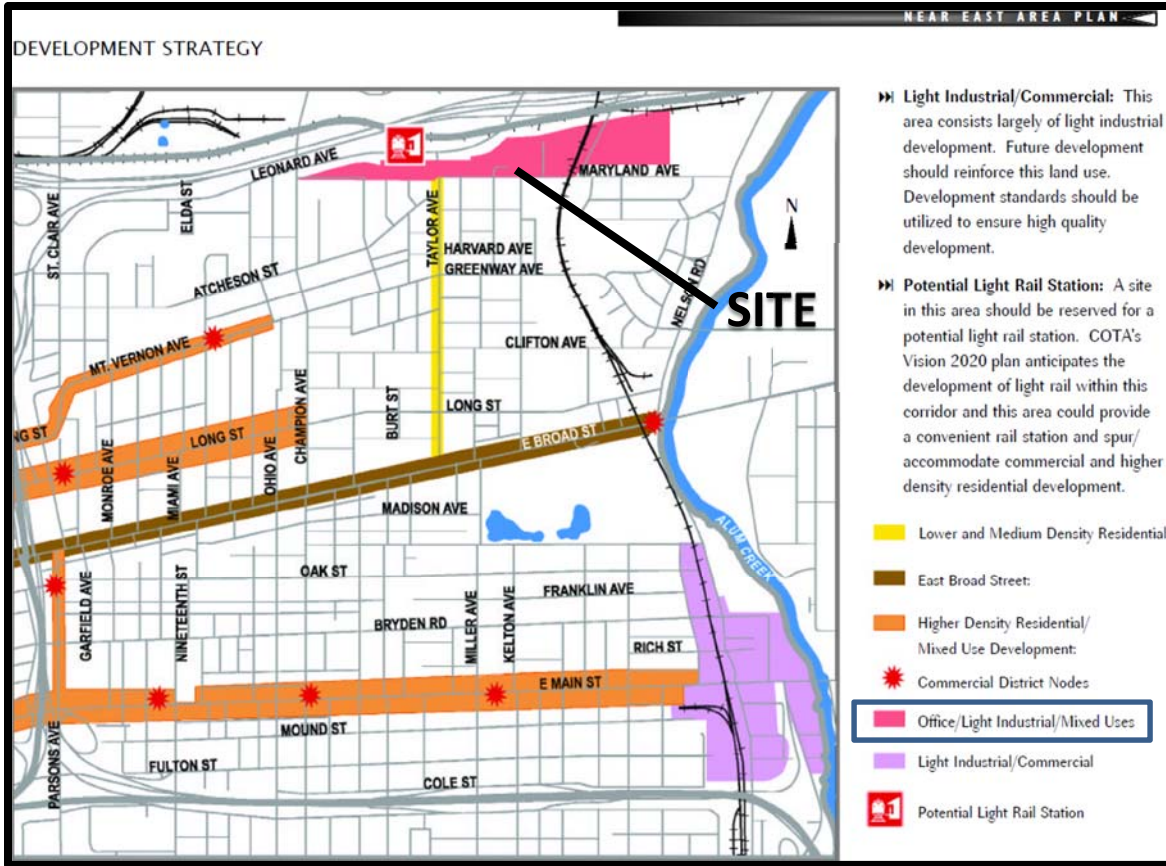 NEAR EAST AREA PLAN
DEVELOPMENT STRATEGY
Light Industrial/Commercial: This
area consists largely of light industrial
development. Future development
should reinforce this land use.
Development standards should be
utilized to ensure high quality
development.
Potential Light Rail Station: A site
in this area should be reserved for a
potential light rail station. COTA's
Vision 2020 plan anticipates the
development of light rail within this
corridor and this area could provide
a convenient rail station and spur/
accommodate commercial and higher
density residential development.
Lower and Medium Density Residential
East Broad Street:
Higher Density Residential/
Mixed Use Development:
Commercial District Nodes
Office/Light Industrial/Mixed Uses
Light Industrial/Commercial
Potential Light Rail Station
LEONARD AVE
MARYLAND AVE
ST. CLAIR AVE
ELDA ST
TAYLOR AVE
N
HARVARD AVE
GREENWAY AVE
ATCHESON ST
NELSON RD
SITE
MT. VERNON AVE
CLIFTON AVE
NG ST
LONG ST
CHAMPION AVE
BURT ST
LONG ST
E BROAD ST
MONROE AVE
MIAMI AVE
OHIO AVE
MADISON AVE
ALUM CREEK
OAK ST
GARFIELD AVE
NINETEENTH ST
FRANKLIN AVE
BRYDEN RD
MILLER AVE
KELTON AVE
RICH ST
E MAIN ST
MOUND ST
PARSONS AVE
FULTON ST
COLE ST